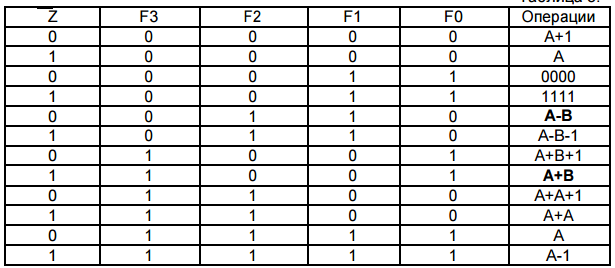 Таблица 3.
Z F3 F2 F1 F0 Операции
0 0 0 0 0 A+1
1 0 0 0 0 A
0 0 0 1 1 0000
1 0 0 1 1 1111
0 0 1 1 0 A-B
1 0 1 1 0 A-B-1
0 1 0 0 1 A+B+1
1 1 0 0 1 A+B
0 1 1 0 0 A+A+1
1 1 1 0 0 A+A
0 1 1 1 1 A
1 1 1 1 1 A-1